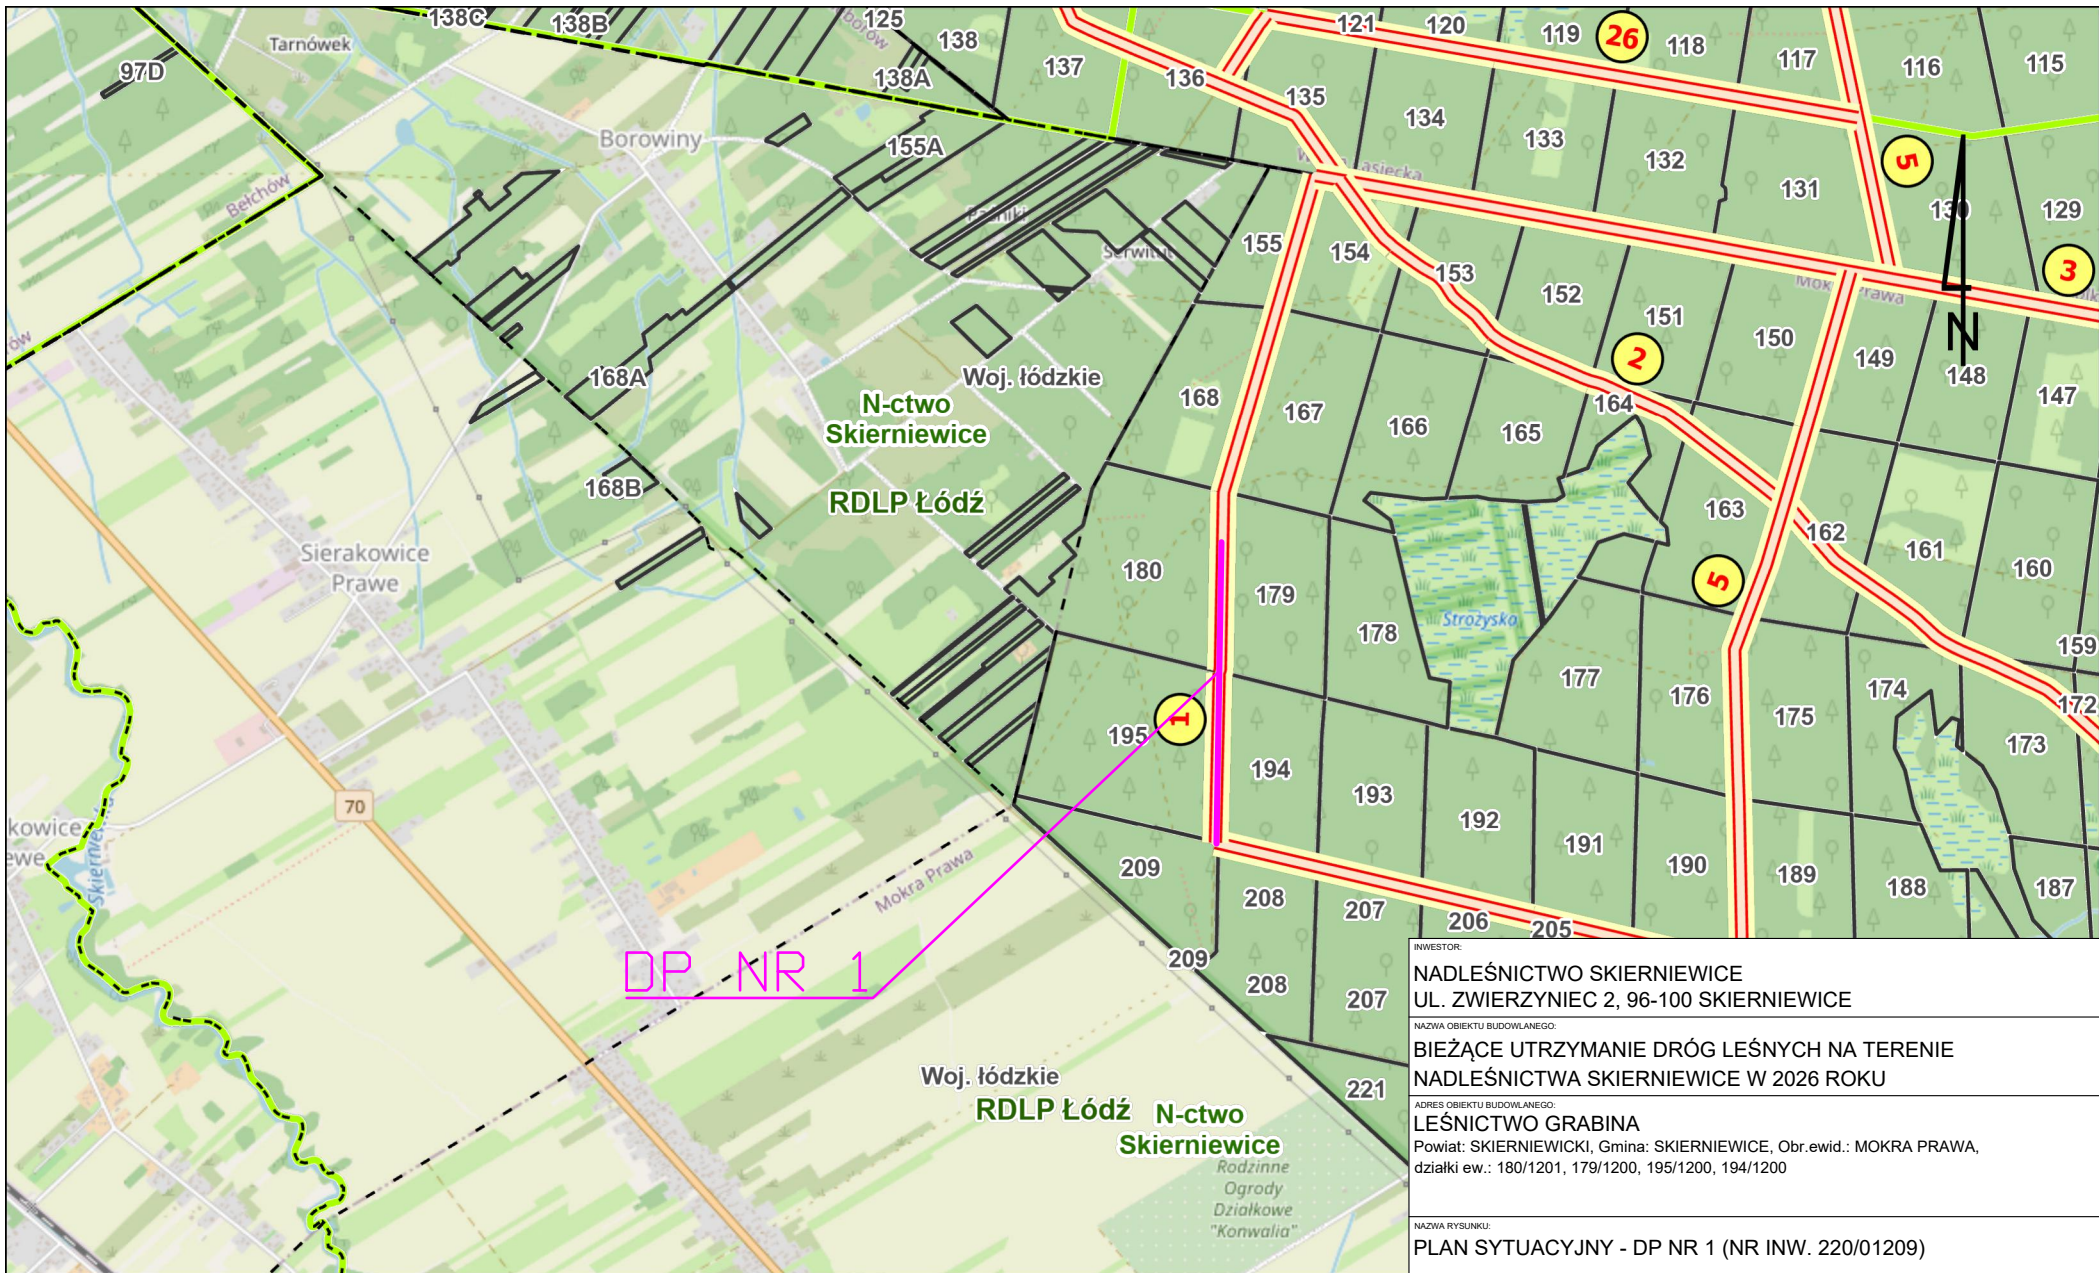 138C
138B
125
121
120
119
26
118
117
116
115
Tarnówek
97D
138
137
138A
136
135
134
133
132
131
5
130
129
Borowiny
155A
Bełchów
Serwitut
155
154
153
152
151
150
149
148
147
3
2
N
168A
Woj. łódzkie
N-ctwo
Skierniewice
RDLP Łódź
168
167
166
165
164
163
162
161
160
159
168B
Sierakowice
Prawe
180
179
178
Strożyska
177
176
5
175
174
173
172
195
1
194
193
192
191
190
189
188
187
70
kowice
ewe
Mokra Prawa
209
208
207
206
205
209
208
207
221
DP NR 1
Woj. łódzkie
RDLP Łódź
N-ctwo
Skierniewice
Rodzinne
Ogrody
Działkowe
"Konwalia"
INWESTOR:
NADLEŚNICTWO SKIERNIEWICE
UL. ZWIERZYNIEC 2, 96-100 SKIERNIEWICE
NAZWA OBIEKTU BUDOWLANEGO:
BIEŻĄCE UTRZYMANIE DRÓG LEŚNYCH NA TERENIE
NADLEŚNICTWA SKIERNIEWICE W 2026 ROKU
ADRES OBIEKTU BUDOWLANEGO:
LEŚNICTWO GRABINA
Powiat: SKIERNIEWICKI, Gmina: SKIERNIEWICE, Obr.ewid.: MOKRA PRAWA,
działki ew.: 180/1201, 179/1200, 195/1200, 194/1200
NAZWA RYSUNKU:
PLAN SYTUACYJNY - DP NR 1 (NR INW. 220/01209)